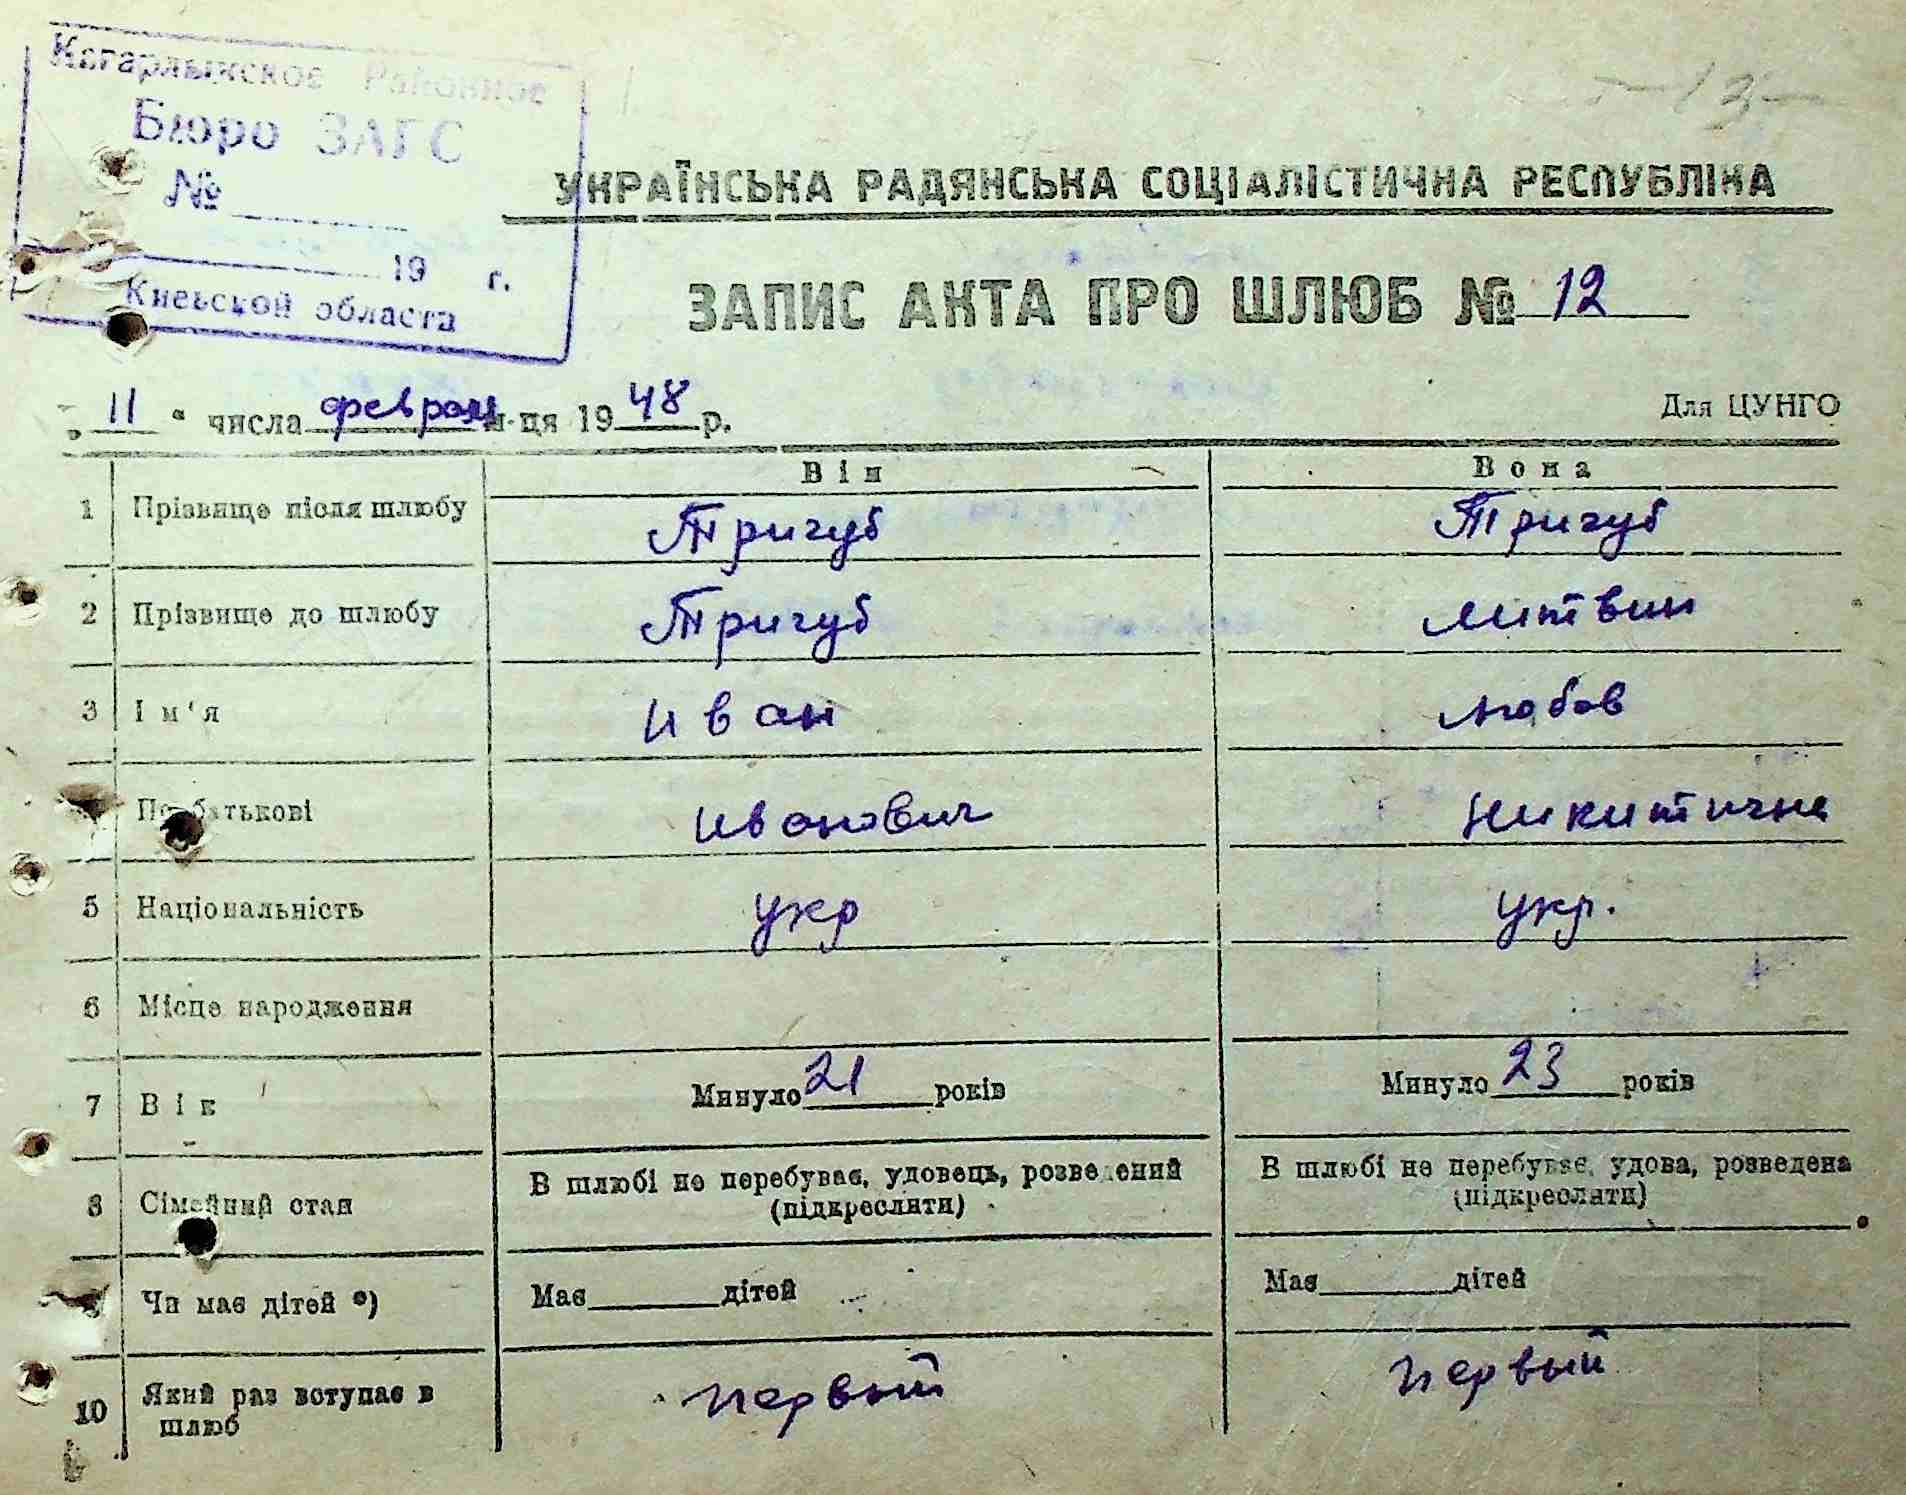 Кагарлыкское Районное
Бюро ЗАГС
№
19 г.
Киевской области
-13-
УКРАЇНСЬКА РАДЯНСЬКА СОЦІАЛІСТИЧНА РЕСПУБЛІКА
ЗАПИС АКТА ПРО ШЛЮБ № 12
„ 11 “ числа февраля м-ця 1948 р. Для ЦУНГО
Він Вона
1 Прізвище після шлюбу Тригуб Тригуб
2 Прізвище до шлюбу Тригуб Литвин
3 Ім'я Иван Любов
По батькові Иванович Никитична
5 Національність укр укр.
6 Місце народження
7 Вік Минуло 21 років Минуло 23 років
8 Сімейний стан В шлюбі не перебуває, удовець, розведений (підкреслити) В шлюбі не перебуває, удова, розведена (підкреслити)
Чи має дітей *) Має дітей Має дітей
10 Який раз вступає в шлюб первый первый